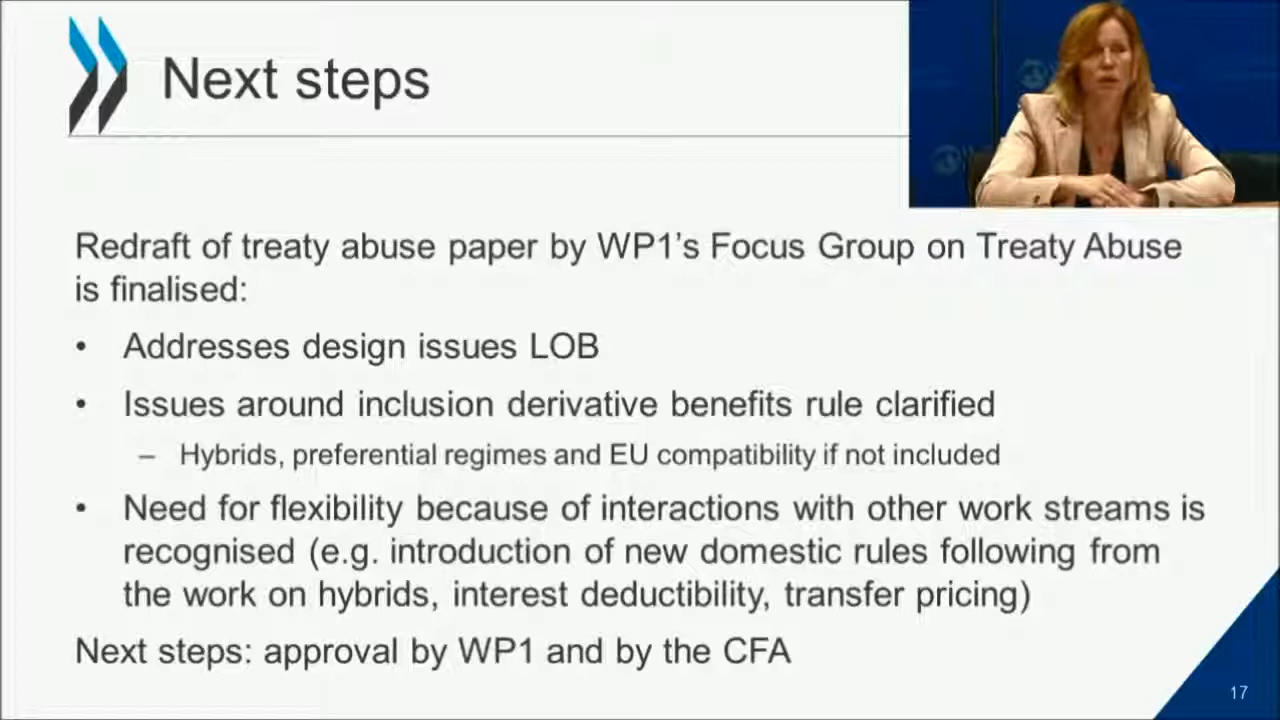 Next steps
Redraft of treaty abuse paper by WP1’s Focus Group on Treaty Abuse
is finalised:
• Addresses design issues LOB
• Issues around inclusion derivative benefits rule clarified
– Hybrids, preferential regimes and EU compatibility if not included
• Need for flexibility because of interactions with other work streams is
recognised (e.g. introduction of new domestic rules following from
the work on hybrids, interest deductibility, transfer pricing)
Next steps: approval by WP1 and by the CFA
17